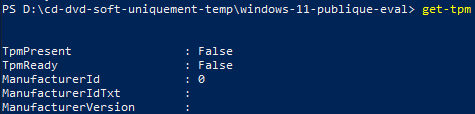 PS D:\cd-dvd-soft-uniquement-temp\windows-11-publique-eval> get-tpm
TpmPresent : False
TpmReady : False
ManufacturerId : 0
ManufacturerIdTxt :
ManufacturerVersion :